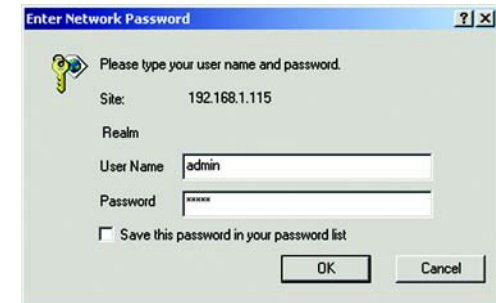 Enter Network Password
Please type your user name and password.
Site: 192.168.1.115
Realm
User Name admin
Password *****
Save this password in your password list
OK Cancel